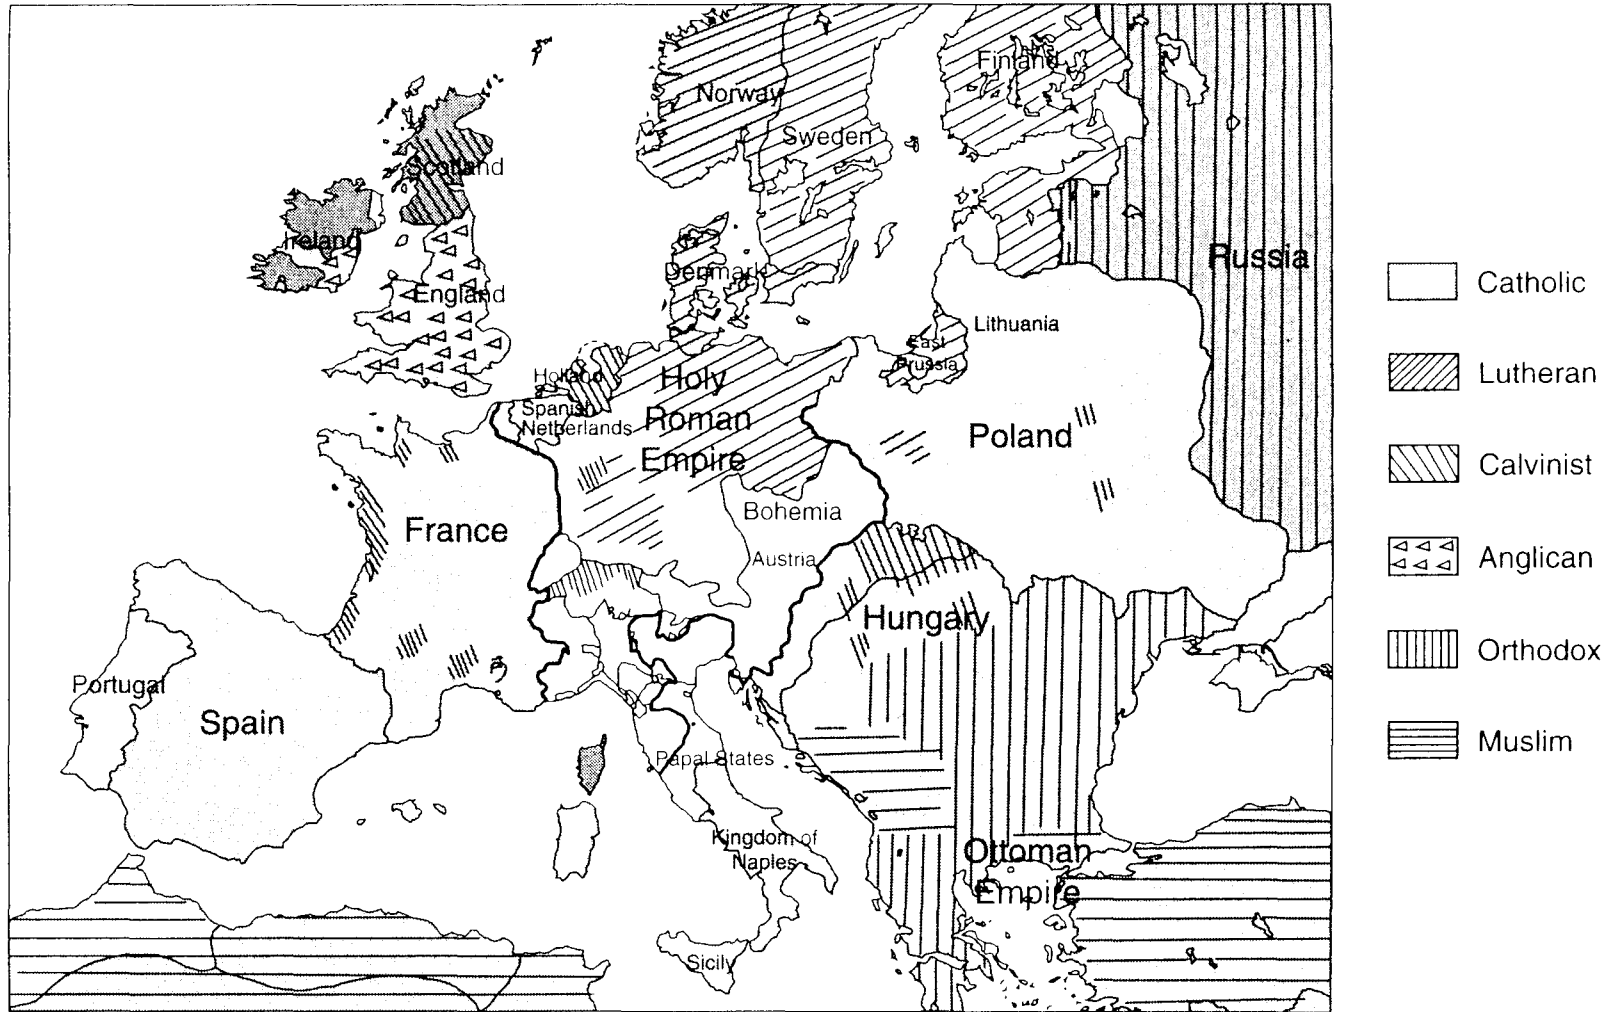 Finland
Norway
Sweden
Scotland
Ireland
Russia
Denmark
England
Lithuania
East
Prussia
Holland
Holy
Roman
Empire
Spanish
Netherlands
Poland
Bohemia
France
Austria
Hungary
Portugal
Spain
Papal States
Kingdom of
Naples
Ottoman
Empire
Sicily
Catholic
Lutheran
Calvinist
Anglican
Orthodox
Muslim